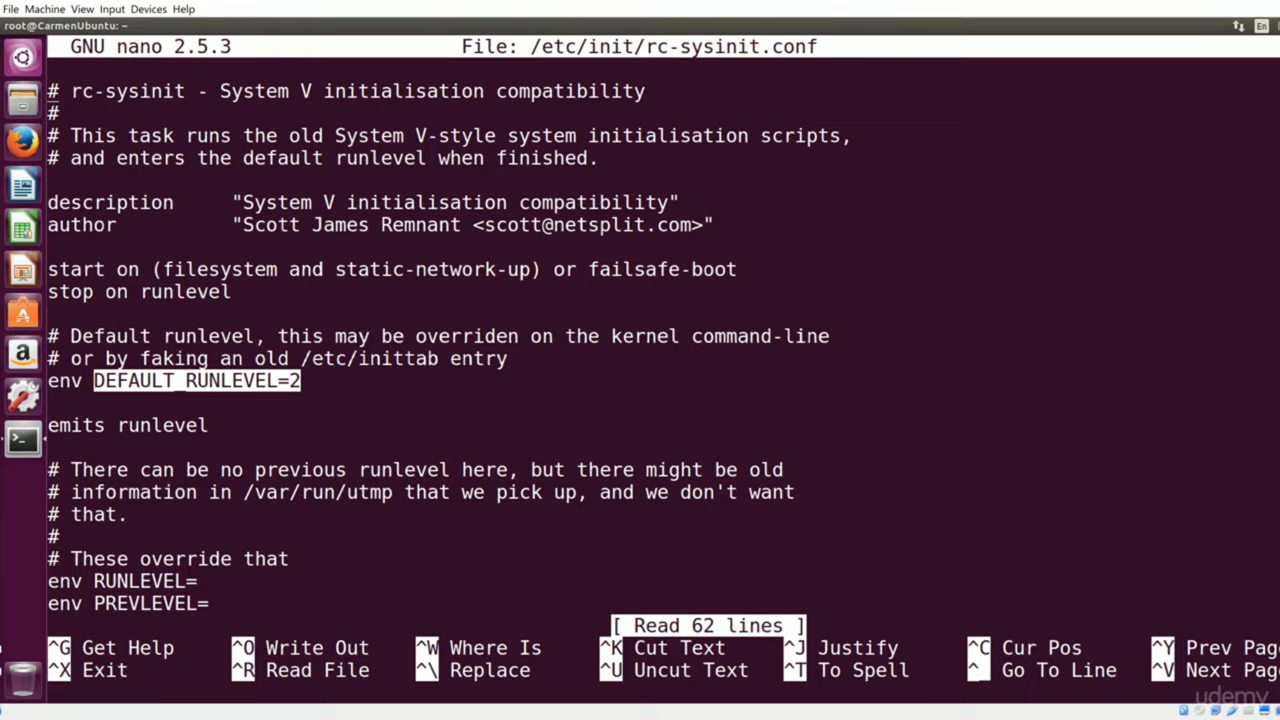 File Machine View Input Devices Help
root@CarmenUbuntu: ~
En
GNU nano 2.5.3 File: /etc/init/rc-sysinit.conf
# rc-sysinit - System V initialisation compatibility
#
# This task runs the old System V-style system initialisation scripts,
# and enters the default runlevel when finished.
description "System V initialisation compatibility"
author "Scott James Remnant <scott@netsplit.com>"
start on (filesystem and static-network-up) or failsafe-boot
stop on runlevel
# Default runlevel, this may be overriden on the kernel command-line
# or by faking an old /etc/inittab entry
env DEFAULT_RUNLEVEL=2
emits runlevel
# There can be no previous runlevel here, but there might be old
# information in /var/run/utmp that we pick up, and we don't want
# that.
#
# These override that
env RUNLEVEL=
env PREVLEVEL=
[ Read 62 lines ]
^G Get Help ^O Write Out ^W Where Is ^K Cut Text ^J Justify ^C Cur Pos ^Y Prev Pag
^X Exit ^R Read File ^\ Replace ^U Uncut Text ^T To Spell ^_ Go To Line ^V Next Pag
udemy